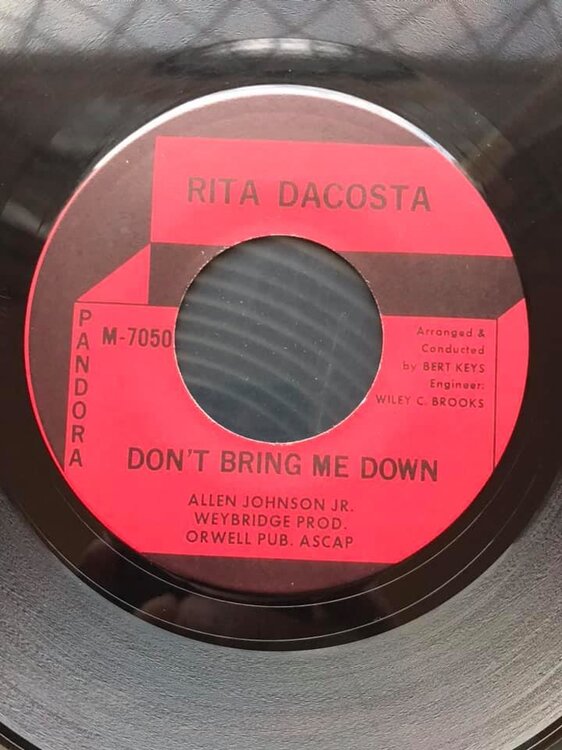 RITA DACOSTA
PANDORA
M-7050
Arranged &
Conducted
by BERT KEYS
Engineer:
WILEY C. BROOKS
DON'T BRING ME DOWN
ALLEN JOHNSON JR.
WEYBRIDGE PROD.
ORWELL PUB. ASCAP